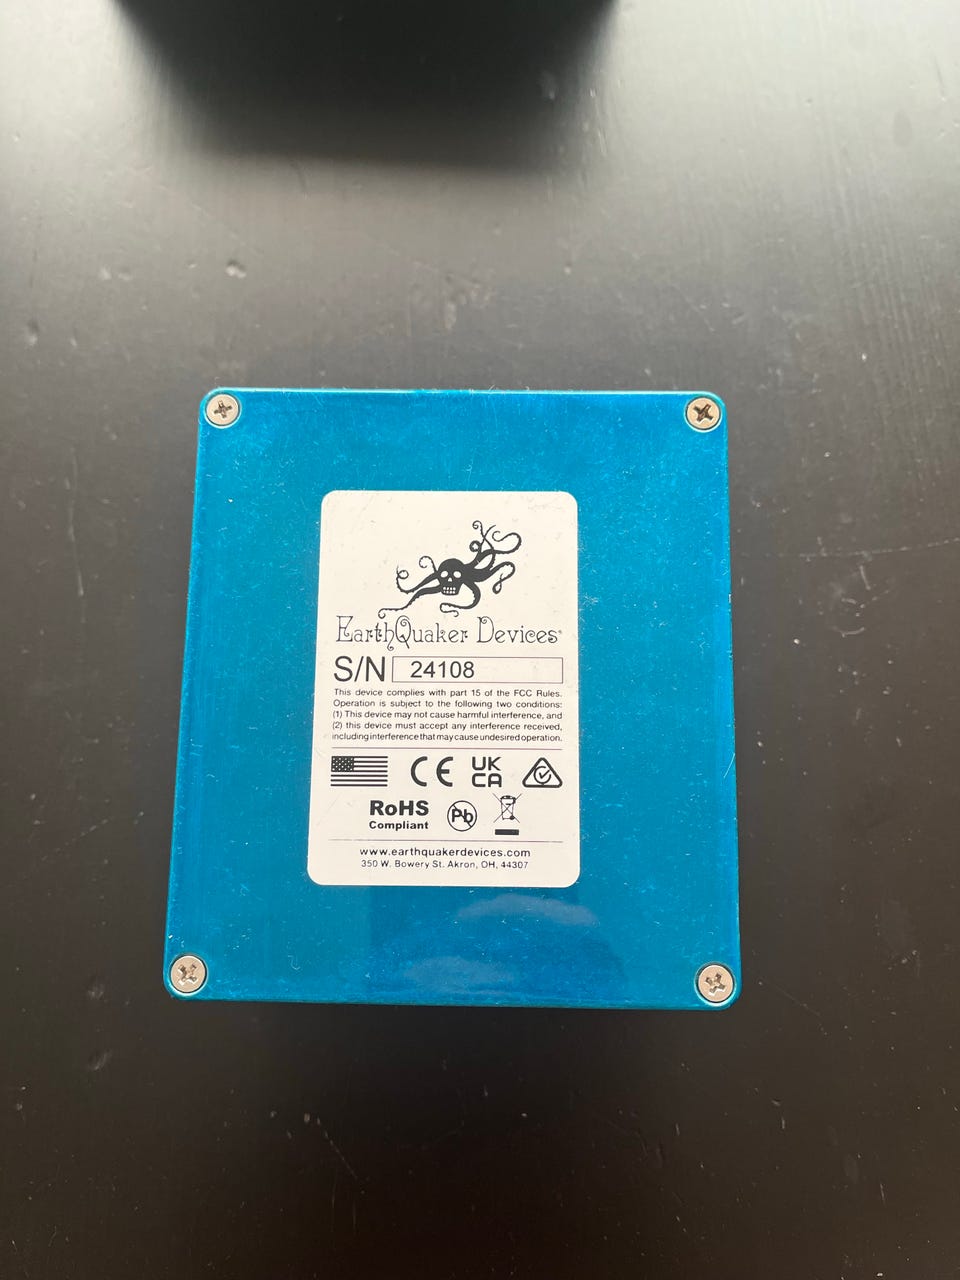 EarthQuaker Devices®
S/N 24108
This device complies with part 15 of the FCC Rules.
Operation is subject to the following two conditions:
(1) This device may not cause harmful interference, and
(2) this device must accept any interference received,
including interference that may cause undesired operation.
CE UK
CA
RoHS
Compliant
Pb
www.earthquakerdevices.com
350 W. Bowery St. Akron, OH, 44307